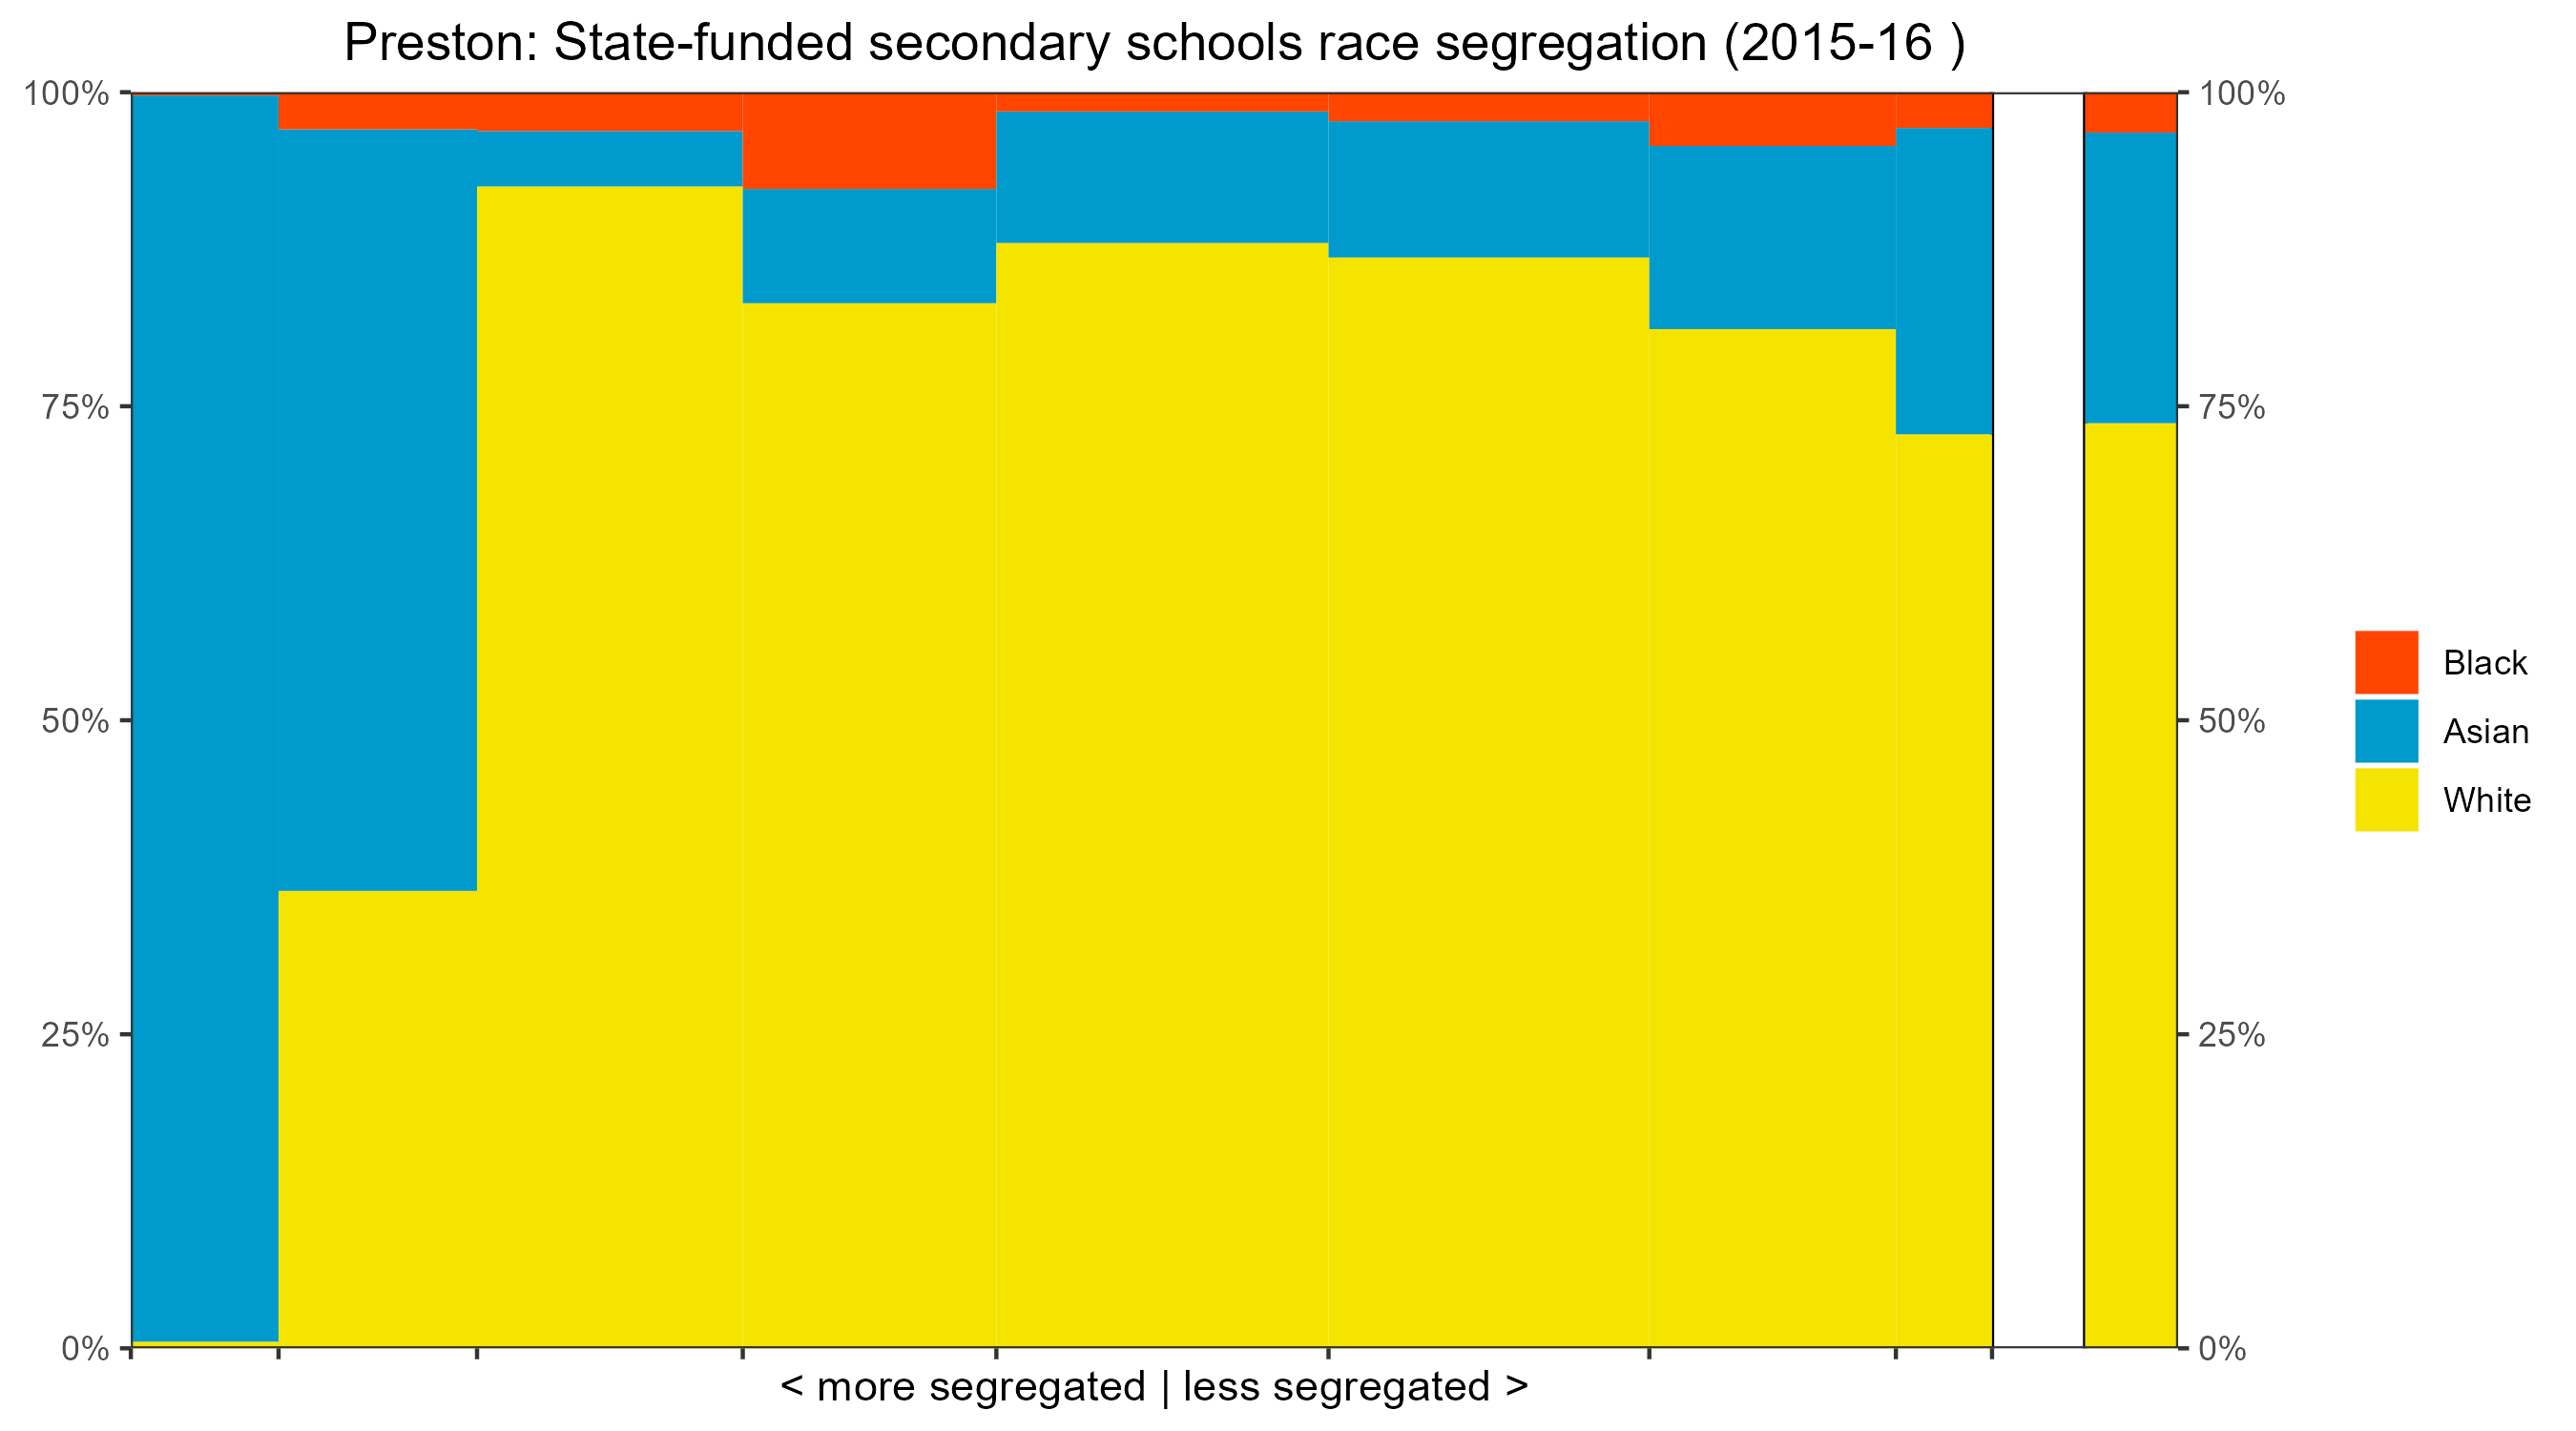 Preston: State-funded secondary schools race segregation (2015-16 )
100%
75%
50%
25%
0%
100%
75%
50%
25%
0%
Black
Asian
White
< more segregated | less segregated >